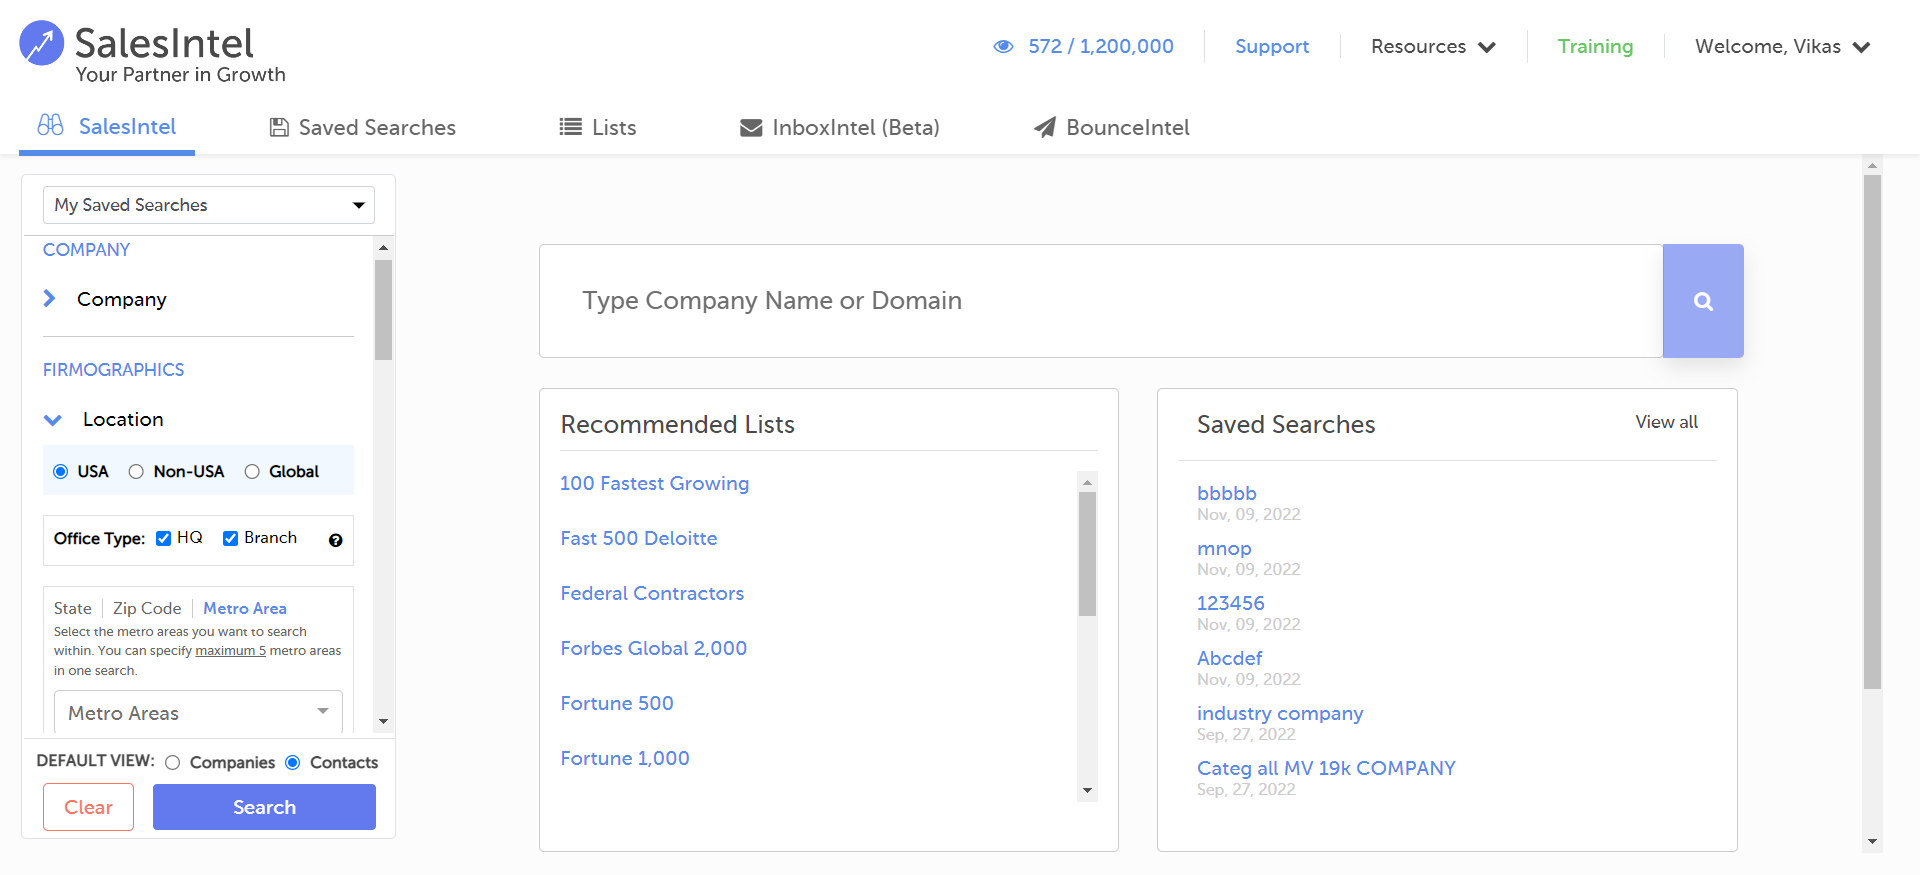 SalesIntel
Your Partner in Growth
572 / 1,200,000
Support
Resources
Training
Welcome, Vikas
SalesIntel
Saved Searches
Lists
InboxIntel (Beta)
BounceIntel
My Saved Searches
COMPANY
Company
FIRMOGRAPHICS
Location
USA Non-USA Global
Office Type: HQ Branch
State Zip Code Metro Area
Select the metro areas you want to search
within. You can specify maximum 5 metro areas
in one search.
Metro Areas
DEFAULT VIEW: Companies Contacts
Clear
Search
Type Company Name or Domain
Recommended Lists
100 Fastest Growing
Fast 500 Deloitte
Federal Contractors
Forbes Global 2,000
Fortune 500
Fortune 1,000
Saved Searches
View all
bbbbb
Nov, 09, 2022
mnop
Nov, 09, 2022
123456
Nov, 09, 2022
Abcdef
Nov, 09, 2022
industry company
Sep, 27, 2022
Categ all MV 19k COMPANY
Sep, 27, 2022